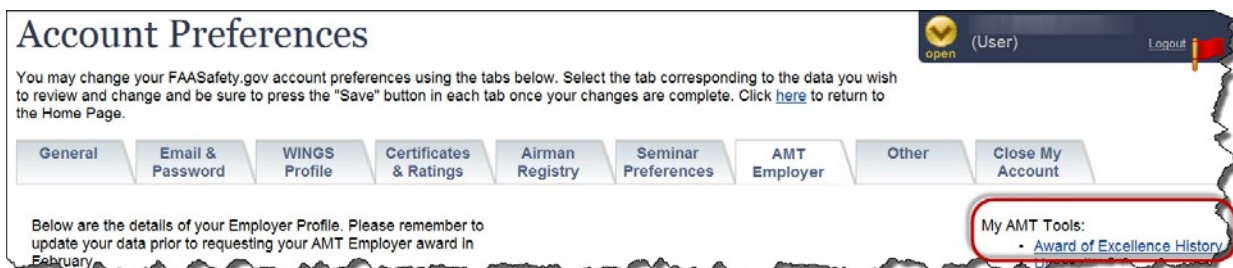 Account Preferences
open
(User)
Logout
You may change your FAASafety.gov account preferences using the tabs below. Select the tab corresponding to the data you wish
to review and change and be sure to press the "Save" button in each tab once your changes are complete. Click here to return to
the Home Page.
General
Email &
Password
WINGS
Profile
Certificates
& Ratings
Airman
Registry
Seminar
Preferences
AMT
Employer
Other
Close My
Account
Below are the details of your Employer Profile. Please remember to
update your data prior to requesting your AMT Employer award in
February
My AMT Tools:
• Award of Excellence History